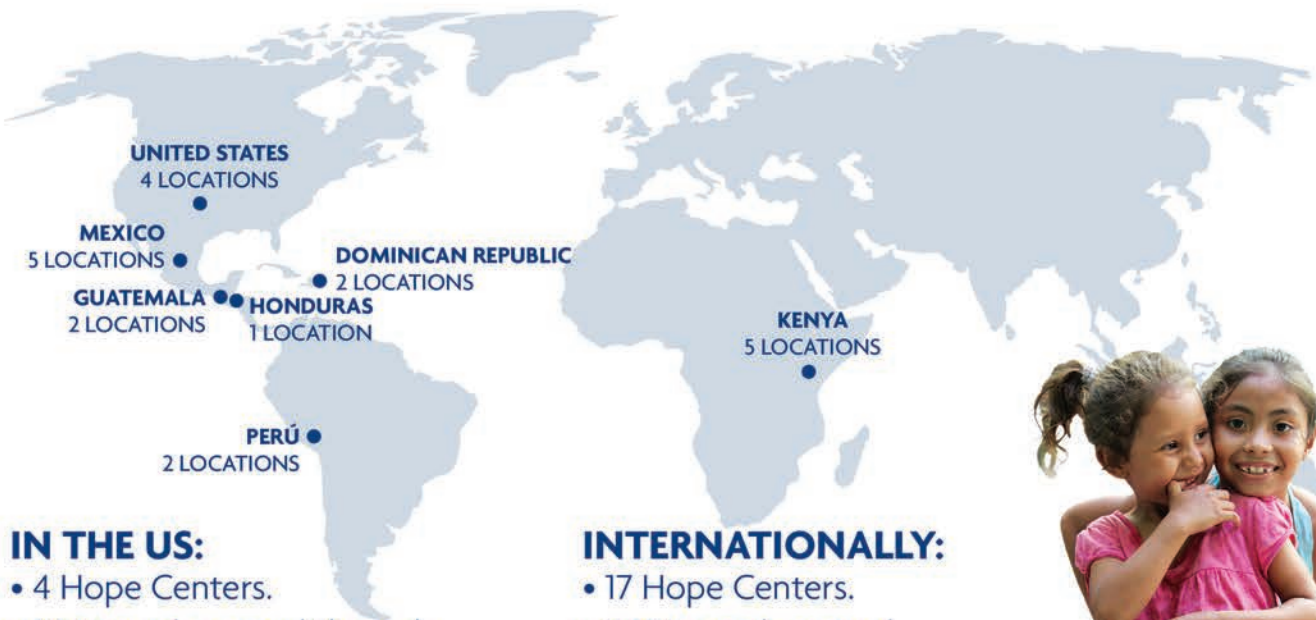 UNITED STATES
4 LOCATIONS
MEXICO
5 LOCATIONS
DOMINICAN REPUBLIC
2 LOCATIONS
GUATEMALA
2 LOCATIONS
HONDURAS
1 LOCATION
KENYA
5 LOCATIONS
PERÚ
2 LOCATIONS
IN THE US:
• 4 Hope Centers.
INTERNATIONALLY:
• 17 Hope Centers.